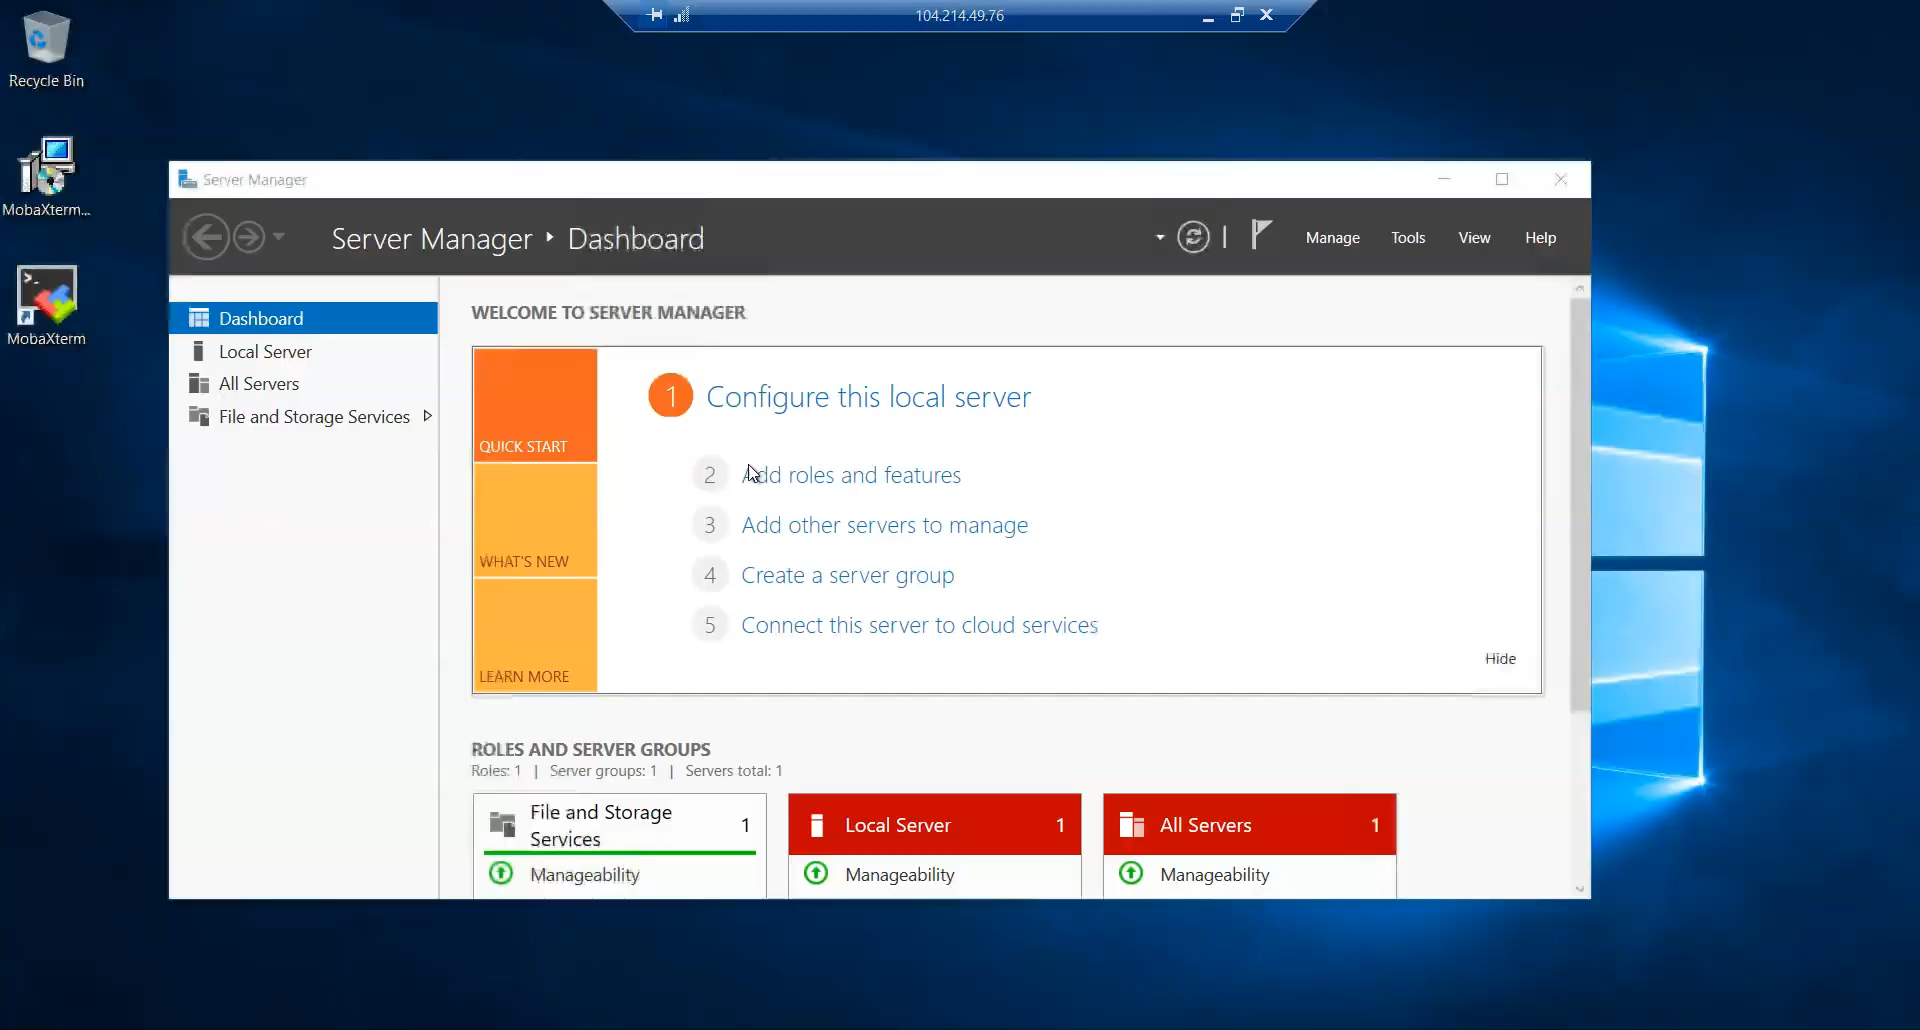 104.214.49.76
Recycle Bin
MobaXterm...
MobaXterm
Server Manager
Server Manager ‣ Dashboard
Manage Tools View Help
Dashboard
Local Server
All Servers
File and Storage Services
WELCOME TO SERVER MANAGER
QUICK START
WHAT'S NEW
LEARN MORE
1 Configure this local server
2 Add roles and features
3 Add other servers to manage
4 Create a server group
5 Connect this server to cloud services
Hide
ROLES AND SERVER GROUPS
Roles: 1 | Server groups: 1 | Servers total: 1
File and Storage
Services 1
Manageability
Local Server 1
Manageability
All Servers 1
Manageability